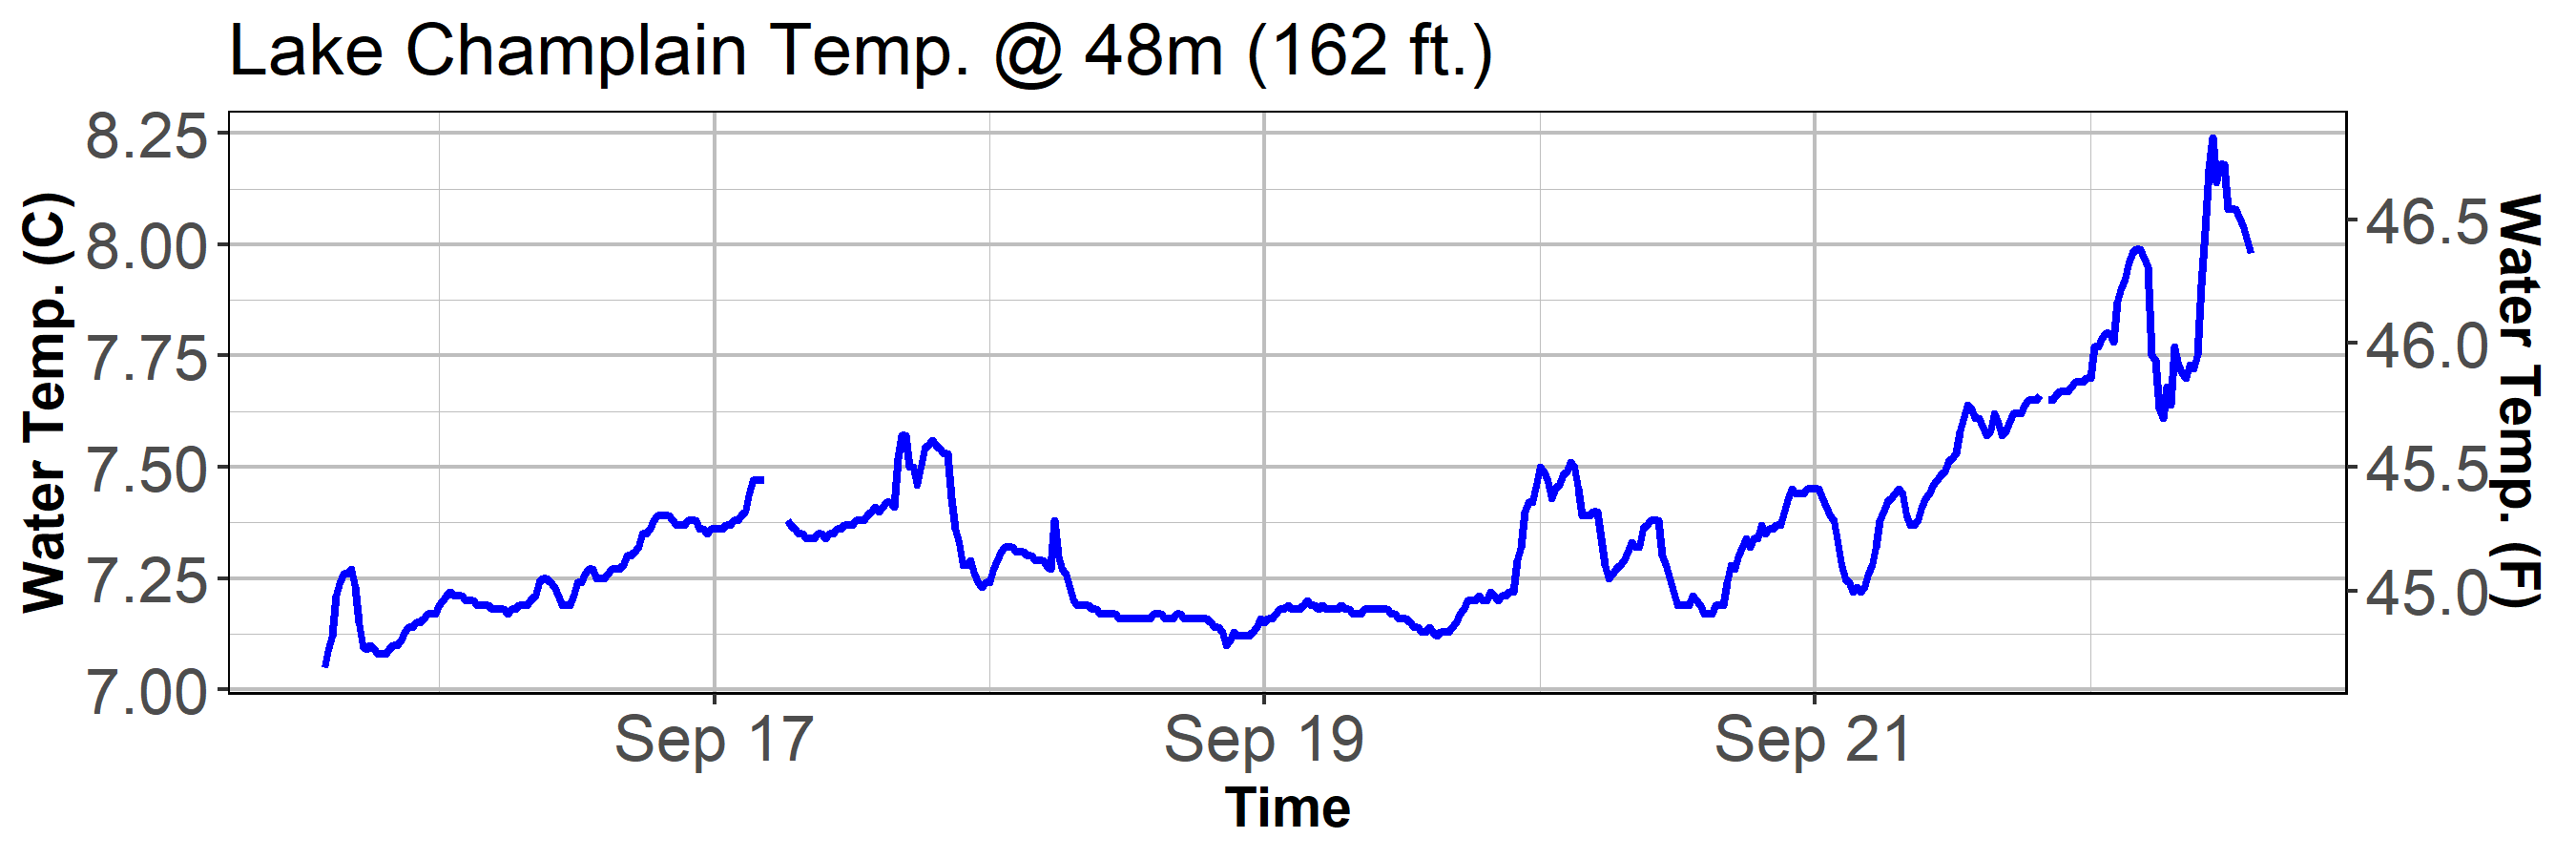 Lake Champlain Temp. @ 48m (162 ft.)
Water Temp. (C)
8.25
8.00
7.75
7.50
7.25
7.00
46.5
46.0
45.5
45.0
Water Temp. (F)
Sep 17
Sep 19
Sep 21
Time